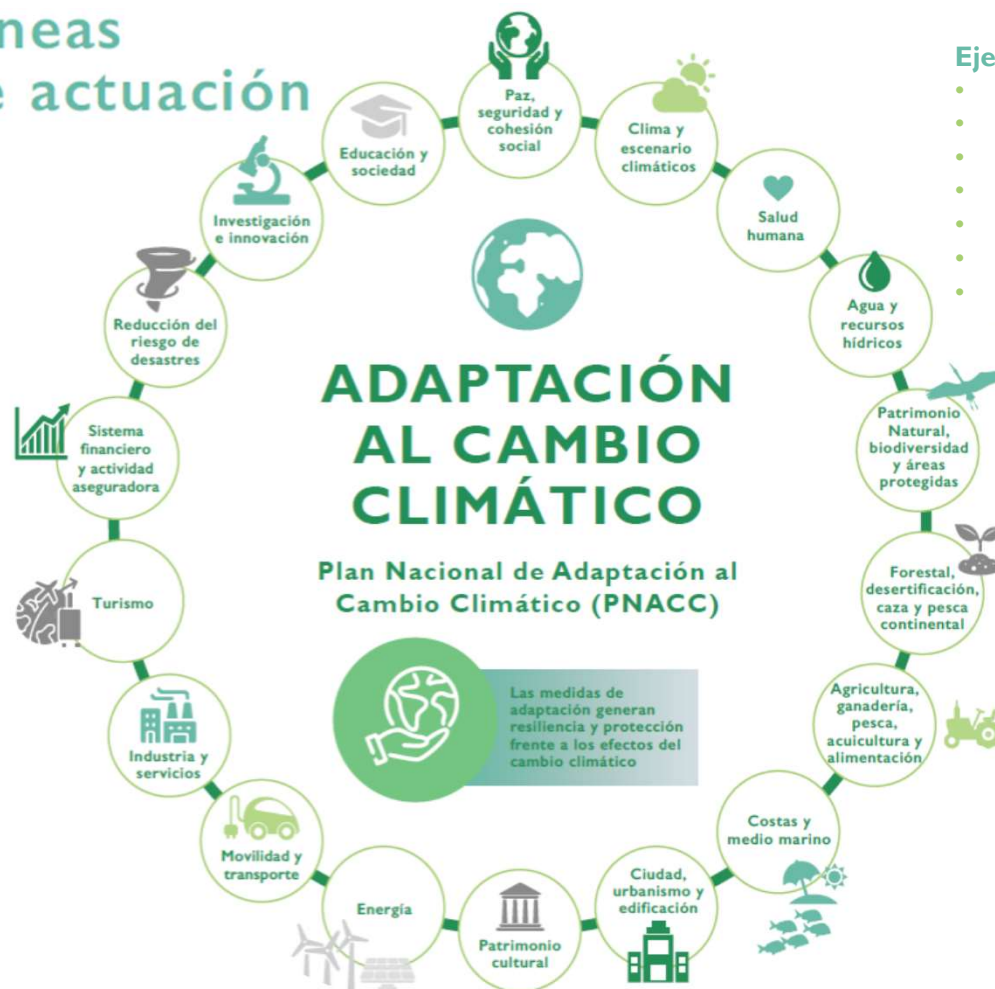 neas
e actuación
Eje
Paz,
seguridad y
cohesión
social
Clima y
escenario
climáticos
Salud
humana
Agua y
recursos
hídricos
Patrimonio
Natural,
biodiversidad
y áreas
protegidas
Forestal,
desertificación,
caza y pesca
continental
Agricultura,
ganadería,
pesca,
acuicultura y
alimentación
Costas y
medio marino
Ciudad,
urbanismo y
edificación
Patrimonio
cultural
Energía
Movilidad y
transporte
Industria y
servicios
Turismo
Sistema
financiero
y actividad
aseguradora
Reducción del
riesgo de
desastres
Investigación
e innovación
Educación y
sociedad
ADAPTACIÓN
AL CAMBIO
CLIMÁTICO
Plan Nacional de Adaptación al
Cambio Climático (PNACC)
Las medidas de
adaptación generan
resiliencia y protección
frente a los efectos del
cambio climático